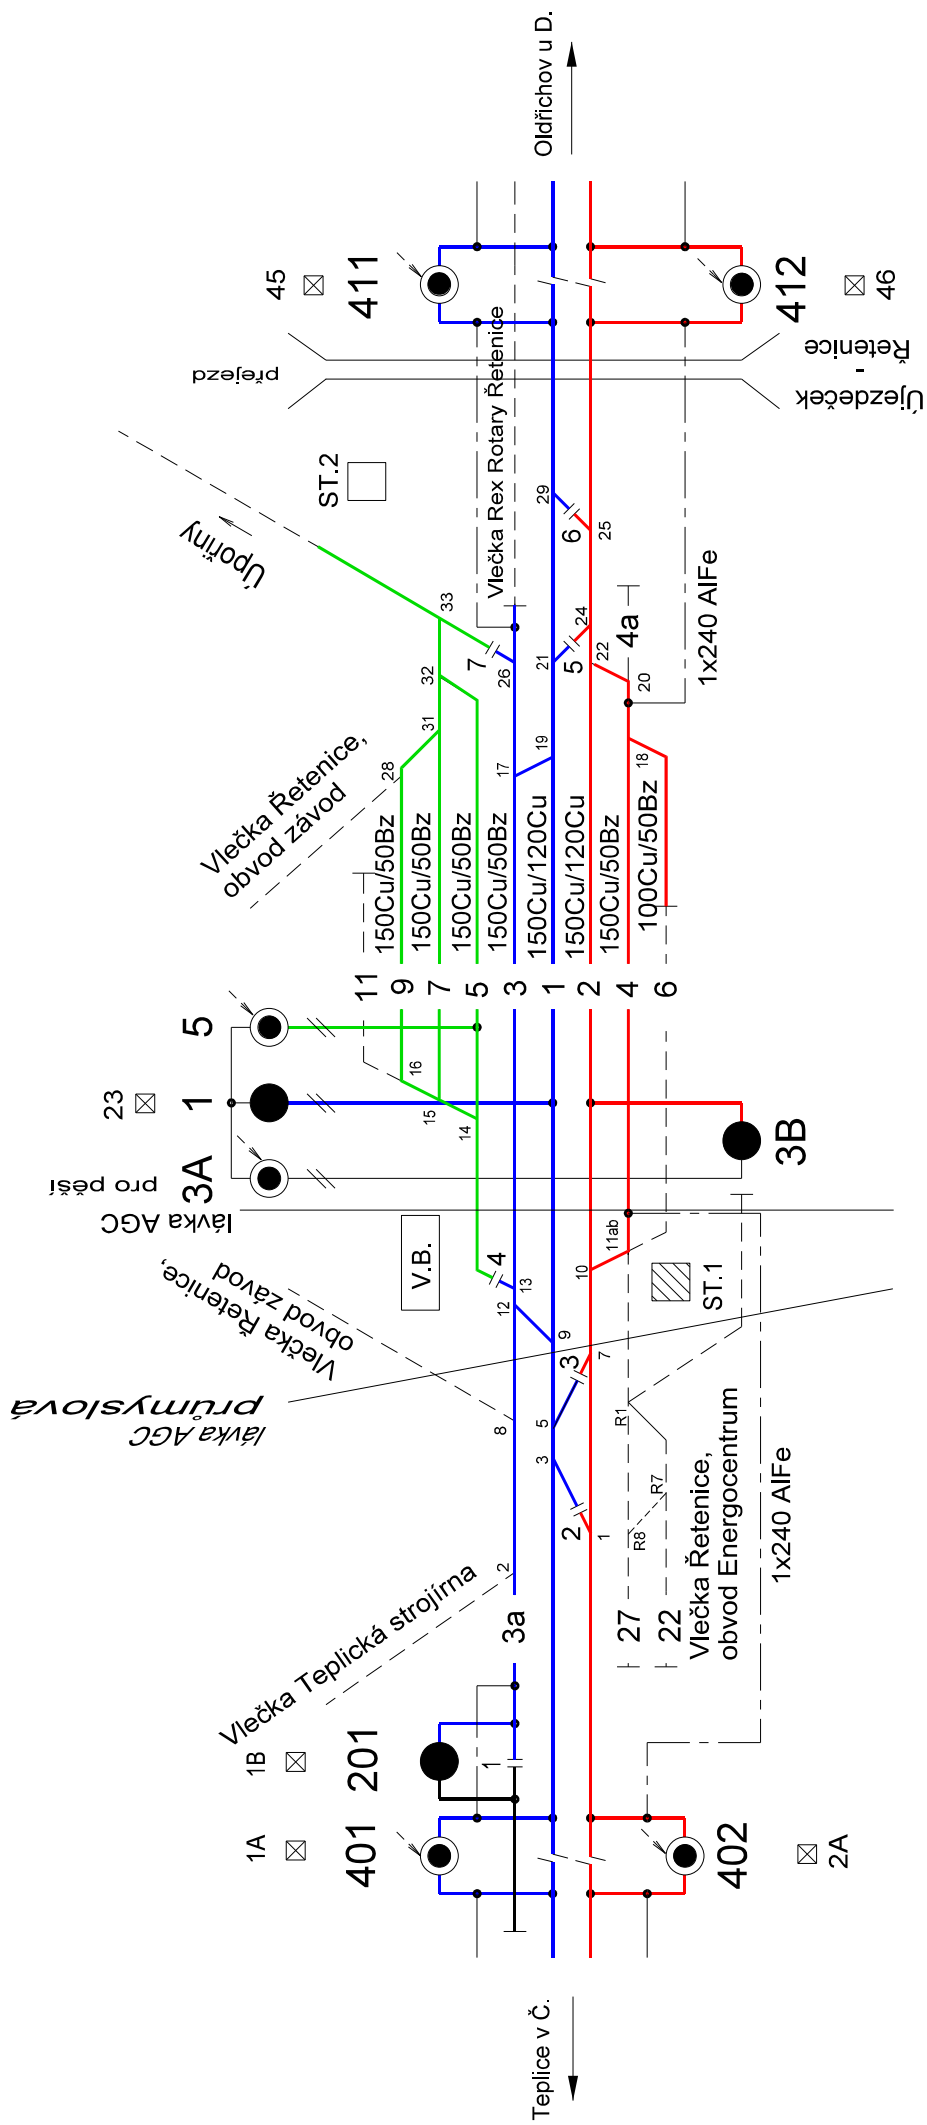 Oldřichov u D.
45
411
412
46
přejezd
Řetenice
-
Újezdeček
ST.2
Úpořiny
Vlečka Rex Rotary Řetenice
29
6
25
33
7
26
32
21
5
24
22
4a
20
1x240 AlFe
31
28
17
19
18
Vlečka Řetenice,
obvod závod
150Cu/50Bz
150Cu/50Bz
150Cu/50Bz
150Cu/50Bz
150Cu/120Cu
150Cu/120Cu
150Cu/50Bz
100Cu/50Bz
11
9
7
5
3
1
2
4
6
5
23
1
3A
3B
16
15
14
pro pěší
lávka AGC
V.B.
4
13
12
9
10
11ab
ST.1
Vlečka Řetenice,
obvod závod
průmyslová
lávka AGC
8
3
7
5
3
2
1
R1
R7
R8
27
22
Vlečka Řetenice,
obvod Energocentrum
1x240 AlFe
2
3a
Vlečka Teplická strojírna
1B
201
1
1A
401
402
2A
Teplice v Č.